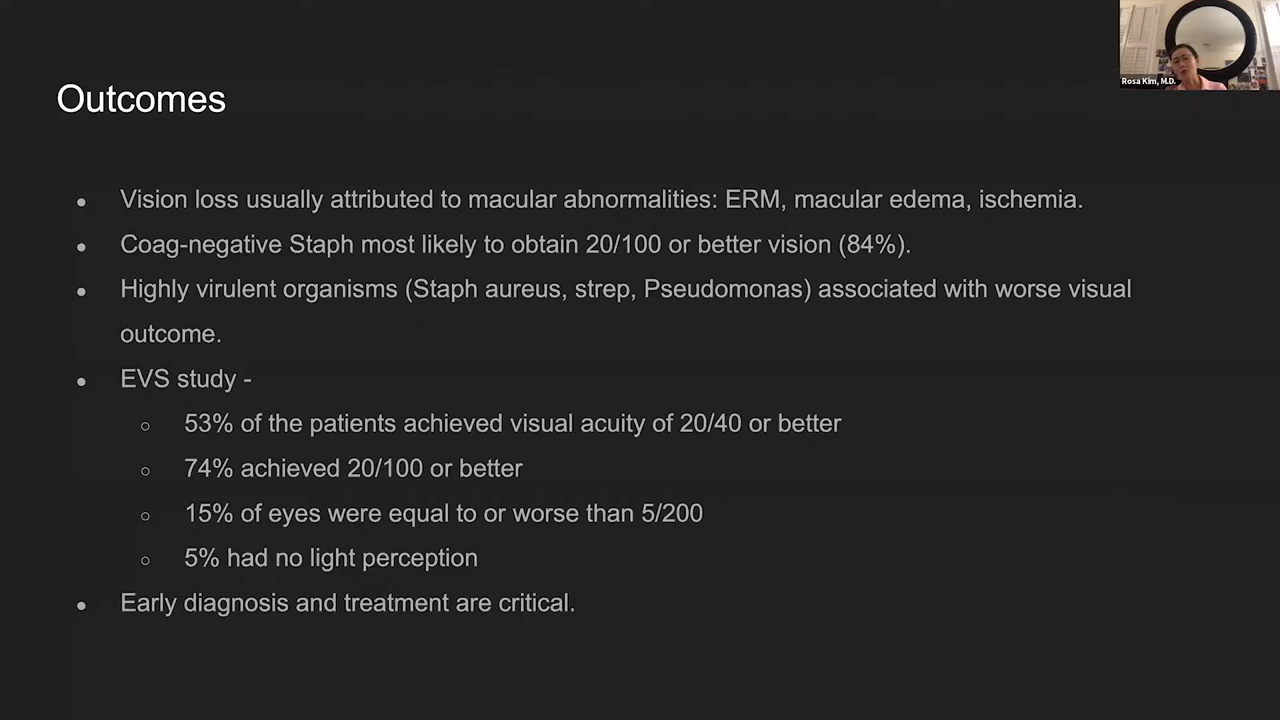 Rosa Kim, M.D.
Outcomes
● Vision loss usually attributed to macular abnormalities: ERM, macular edema, ischemia.
● Coag-negative Staph most likely to obtain 20/100 or better vision (84%).
● Highly virulent organisms (Staph aureus, strep, Pseudomonas) associated with worse visual
outcome.
● EVS study -
○ 53% of the patients achieved visual acuity of 20/40 or better
○ 74% achieved 20/100 or better
○ 15% of eyes were equal to or worse than 5/200
○ 5% had no light perception
● Early diagnosis and treatment are critical.